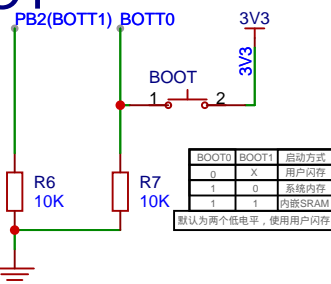 PB2(BOTT1) BOTT0
3V3
3V3
BOOT
1 2
R6
10K
R7
10K
BOOT0 BOOT1 启动方式
0 X 用户闪存
1 0 系统内存
1 1 内嵌SRAM
默认为两个低电平，使用用户闪存